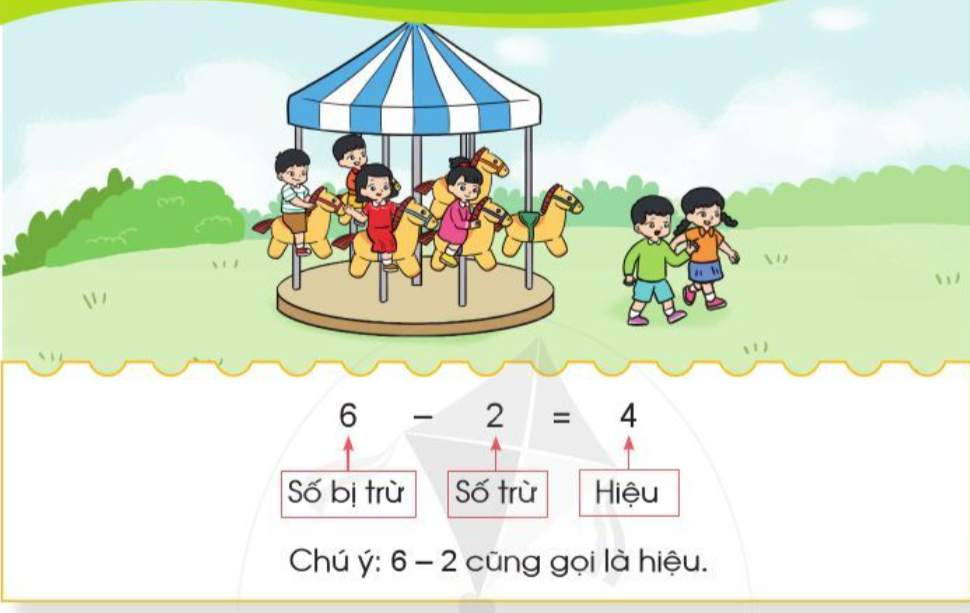 6 – 2 = 4
Số bị trừ Số trừ Hiệu
Chú ý: 6 – 2 cũng gọi là hiệu.